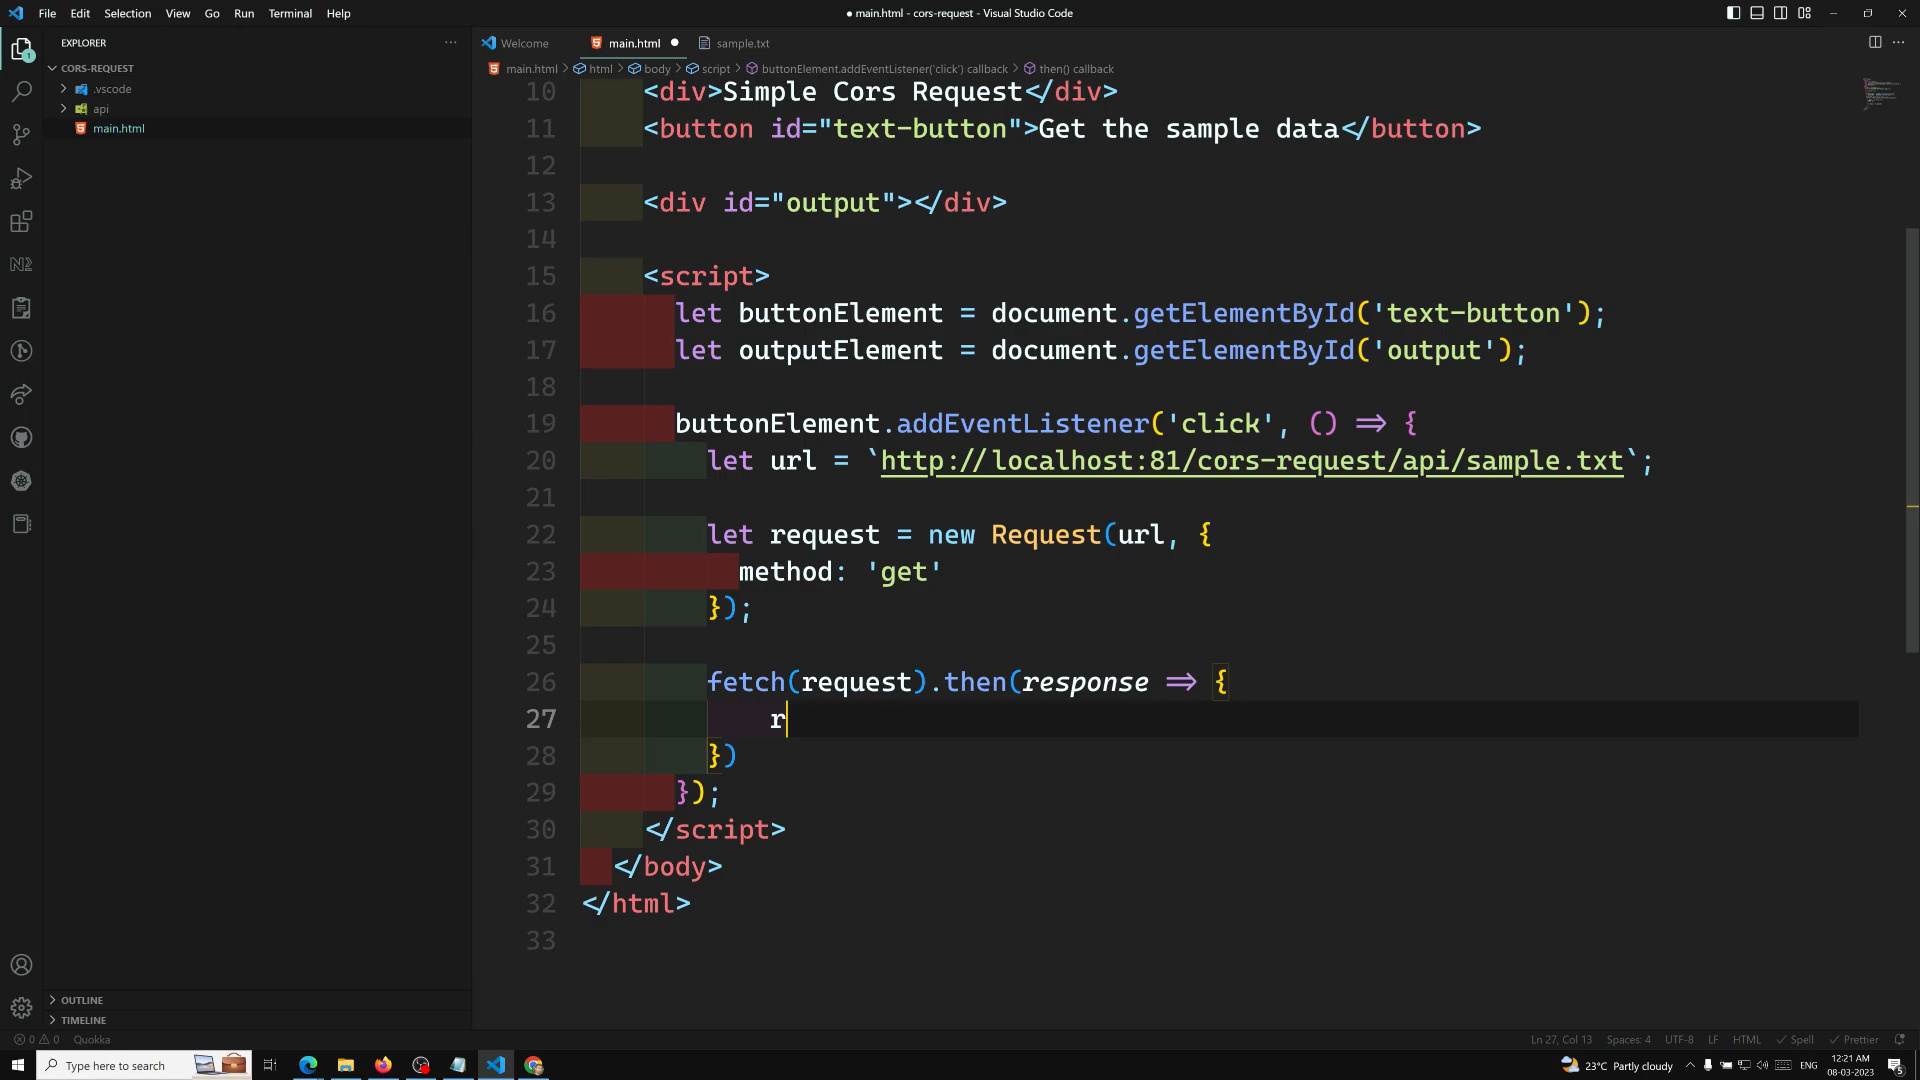 File Edit Selection View Go Run Terminal Help
● main.html - cors-request - Visual Studio Code
EXPLORER
CORS-REQUEST
.vscode
api
main.html
OUTLINE
TIMELINE
Welcome
main.html
sample.txt
main.html > html > body > script > buttonElement.addEventListener('click') callback > then() callback
10 <div>Simple Cors Request</div>
11 <button id="text-button">Get the sample data</button>
12
13 <div id="output"></div>
14
15 <script>
16 let buttonElement = document.getElementById('text-button');
17 let outputElement = document.getElementById('output');
18
19 buttonElement.addEventListener('click', () => {
20 let url = `http://localhost:81/cors-request/api/sample.txt`;
21
22 let request = new Request(url, {
23 method: 'get'
24 });
25
26 fetch(request).then(response => {
27 r
28 })
29 });
30 </script>
31 </body>
32 </html>
33
0 0 Quokka
Ln 27, Col 13 Spaces: 4 UTF-8 LF HTML Spell Prettier
Type here to search
23°C Partly cloudy
ENG
12:21 AM
08-03-2023
5